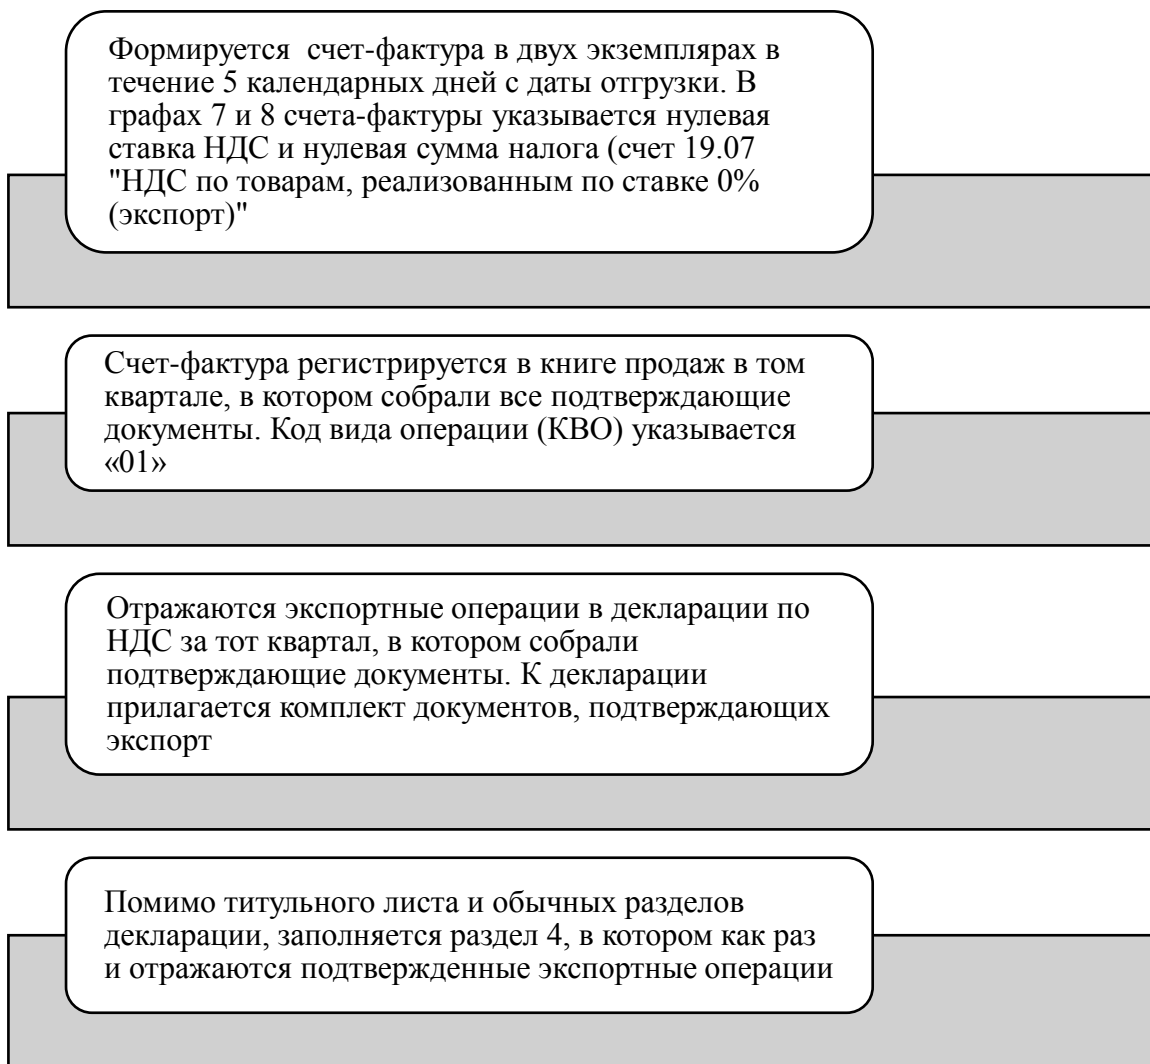 Формируется  счет-фактура в двух экземплярах в
течение 5 календарных дней с даты отгрузки. В
графах 7 и 8 счета-фактуры указывается нулевая
ставка НДС и нулевая сумма налога (счет 19.07
"НДС по товарам, реализованным по ставке 0%
(экспорт)"
Счет-фактура регистрируется в книге продаж в том
квартале, в котором собрали все подтверждающие
документы. Код вида операции (КВО) указывается
«01»
Отражаются экспортные операции в декларации по
НДС за тот квартал, в котором собрали
подтверждающие документы. К декларации
прилагается комплект документов, подтверждающих
экспорт
Помимо титульного листа и обычных разделов
декларации, заполняется раздел 4, в котором как раз
и отражаются подтвержденные экспортные операции